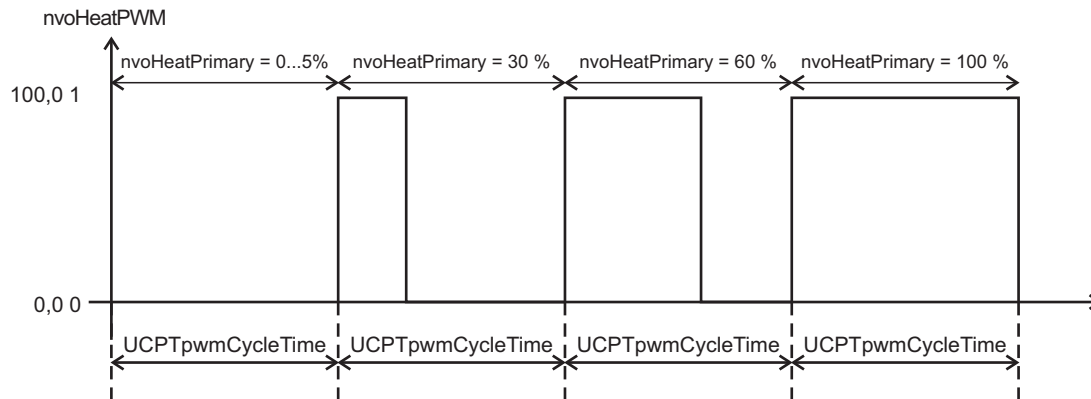 nvoHeatPWM
nvoHeatPrimary = 0...5% nvoHeatPrimary = 30 % nvoHeatPrimary = 60 % nvoHeatPrimary = 100 %
100,0 1
0,0 0
UCPTpwmCycleTime UCPTpwmCycleTime UCPTpwmCycleTime UCPTpwmCycleTime